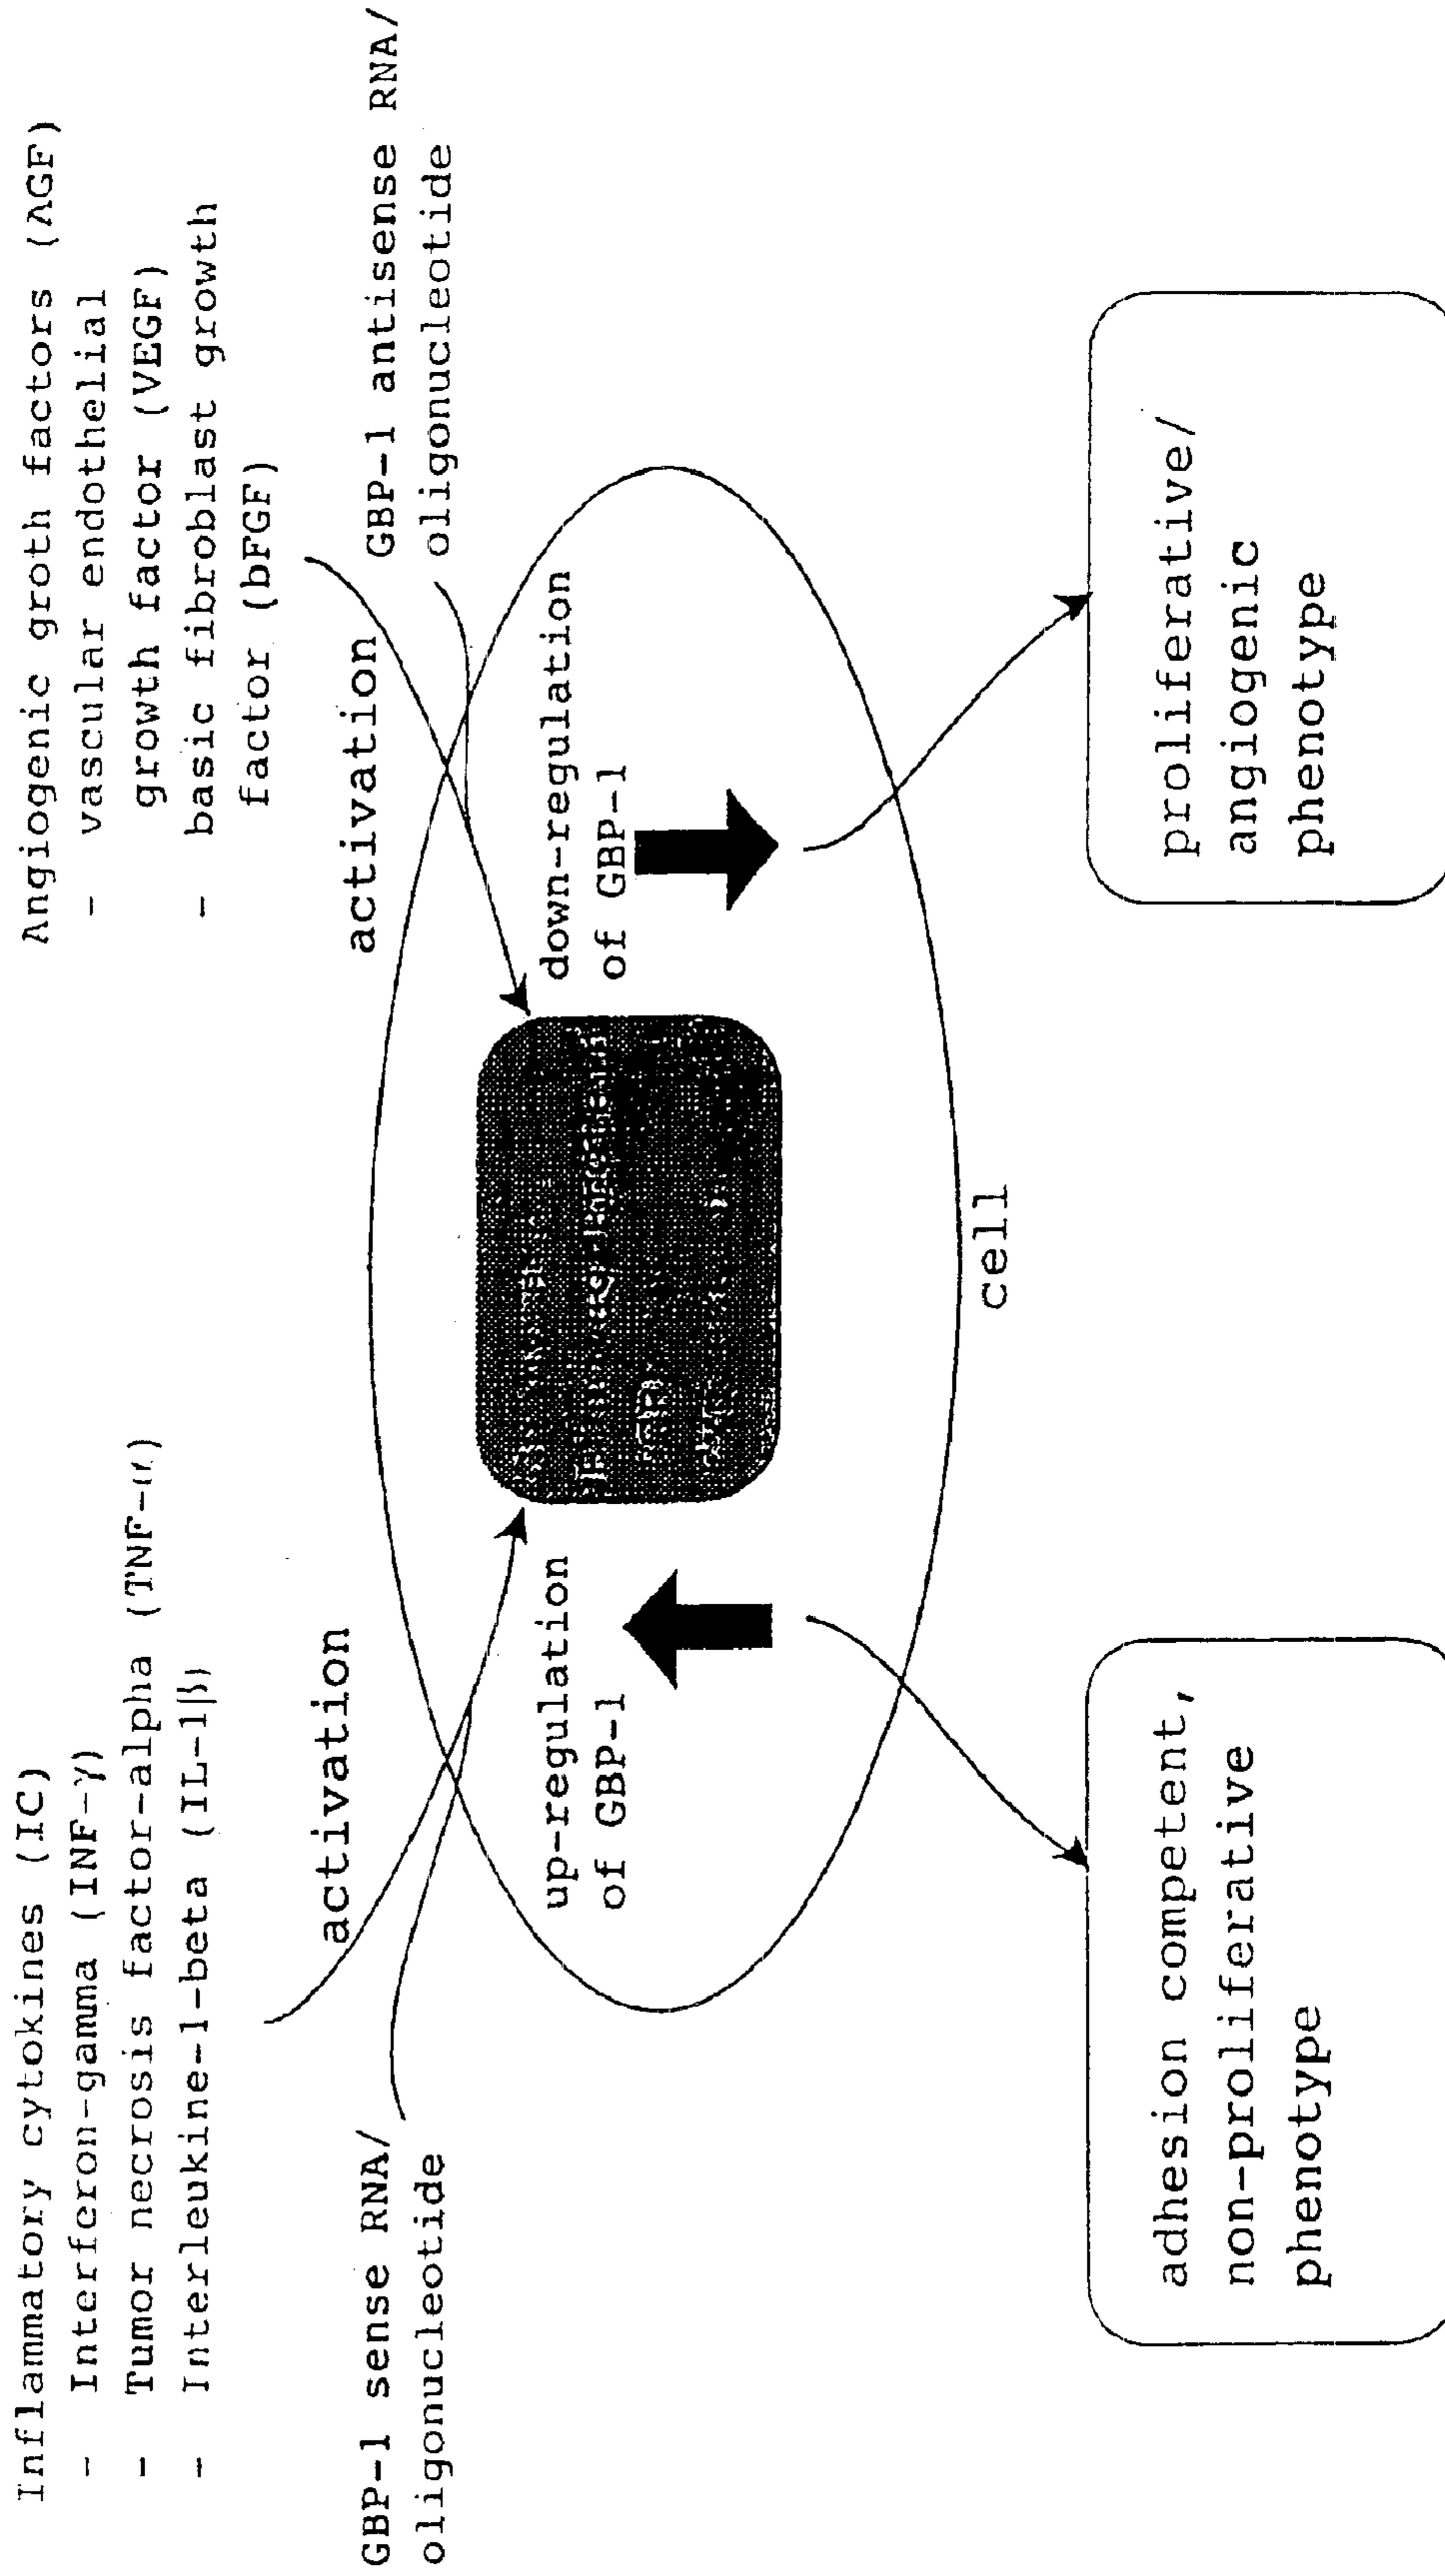 Inflammatory cytokines (IC)
- Interferon-gamma (INF-γ)
- Tumor necrosis factor-alpha (TNF-α)
- Interleukine-1-beta (IL-1β)
Angiogenic groth factors (AGF)
- vascular endothelial
growth factor (VEGF)
- basic fibroblast growth
factor (bFGF)
activation
activation
GBP-1 sense RNA/
oligonucleotide
GBP-1 antisense RNA/
oligonucleotide
up-regulation
of GBP-1
down-regulation
of GBP-1
cell
adhesion competent,
non-proliferative
phenotype
proliferative/
angiogenic
phenotype